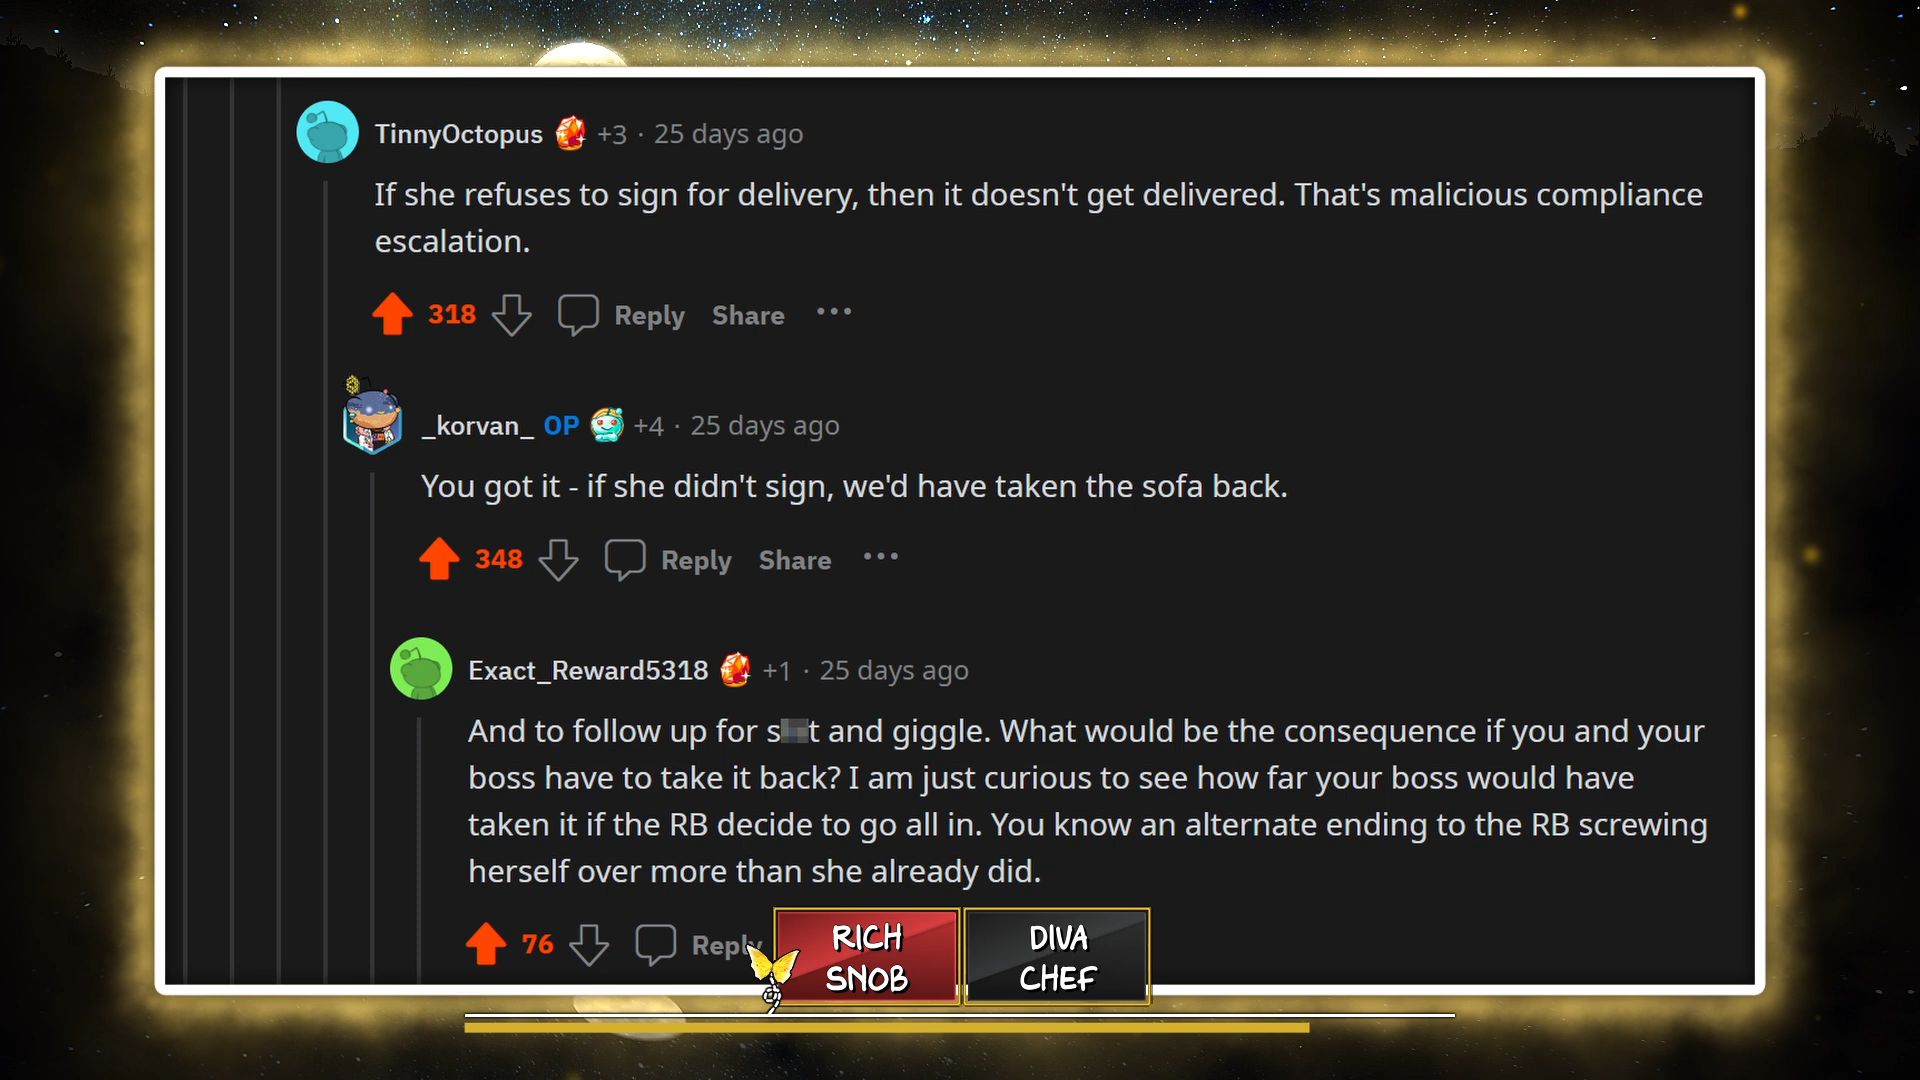 TinnyOctopus +3 · 25 days ago
If she refuses to sign for delivery, then it doesn't get delivered. That's malicious compliance
escalation.
318 Reply Share ···
_korvan_ OP +4 · 25 days ago
You got it - if she didn't sign, we'd have taken the sofa back.
348 Reply Share ···
Exact_Reward5318 +1 · 25 days ago
And to follow up for s t and giggle. What would be the consequence if you and your
boss have to take it back? I am just curious to see how far your boss would have
taken it if the RB decide to go all in. You know an alternate ending to the RB screwing
herself over more than she already did.
76 Reply
RICH
SNOB
DIVA
CHEF